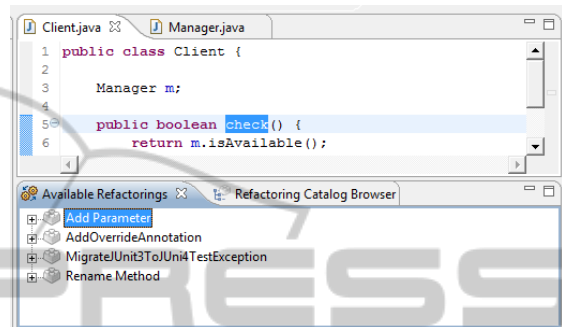 Client.java Manager.java
1 public class Client {
2
3 Manager m;
4
5 public boolean check() {
6 return m.isAvailable();
Available Refactorings Refactoring Catalog Browser
Add Parameter
AddOverrideAnnotation
MigrateJUnit3ToJUni4TestException
Rename Method
PRESS